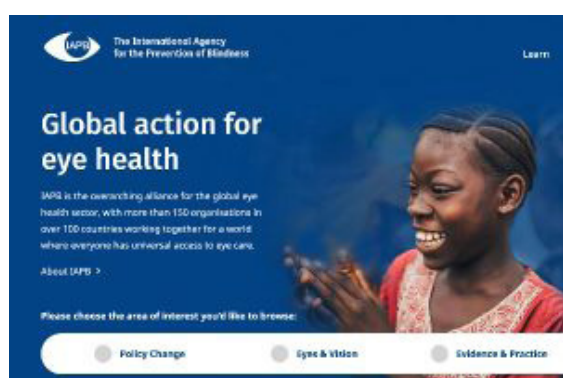 IAPB
The International Agency
for the Prevention of Blindness
Learn
Global action for
eye health
IAPB is the overarching alliance for the global eye
health sector, with more than 150 organisations in
over 100 countries working together for a world
where everyone has universal access to eye care.
About IAPB >
Please choose the area of interest you'd like to browse:
Policy Change
Eyes & Vision
Evidence & Practice